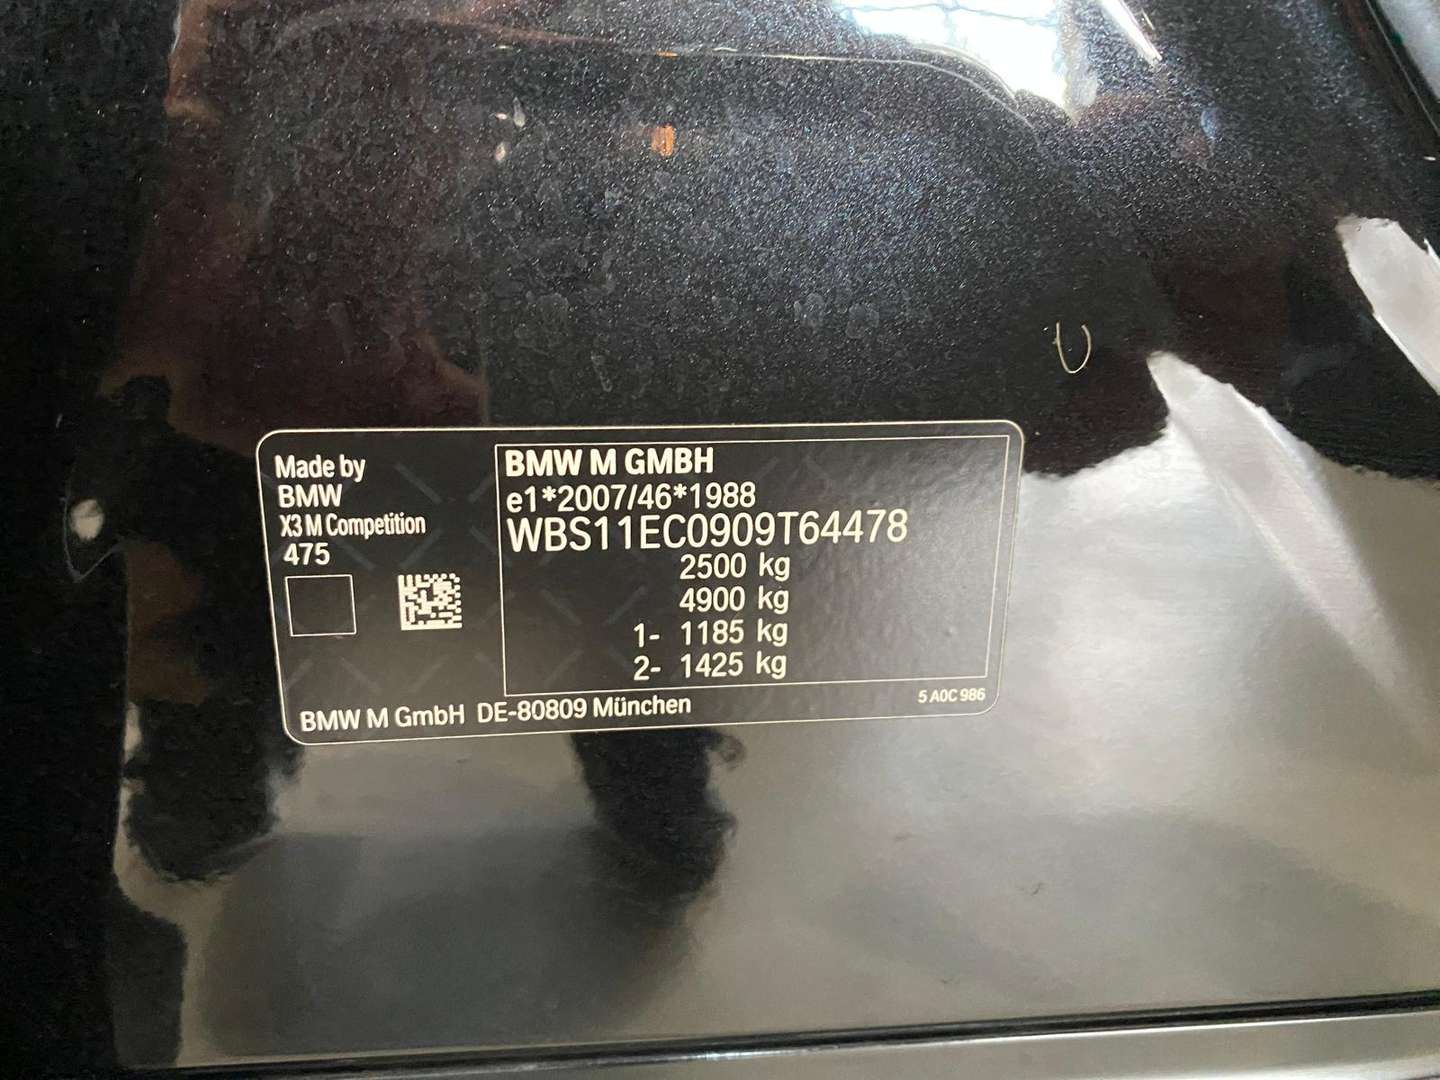 Made by
BMW
X3 M Competition
475
BMW M GMBH
e1*2007/46*1988
WBS11EC0909T64478
2500 kg
4900 kg
1- 1185 kg
2- 1425 kg
BMW M GmbH DE-80809 München
5 A0C 986